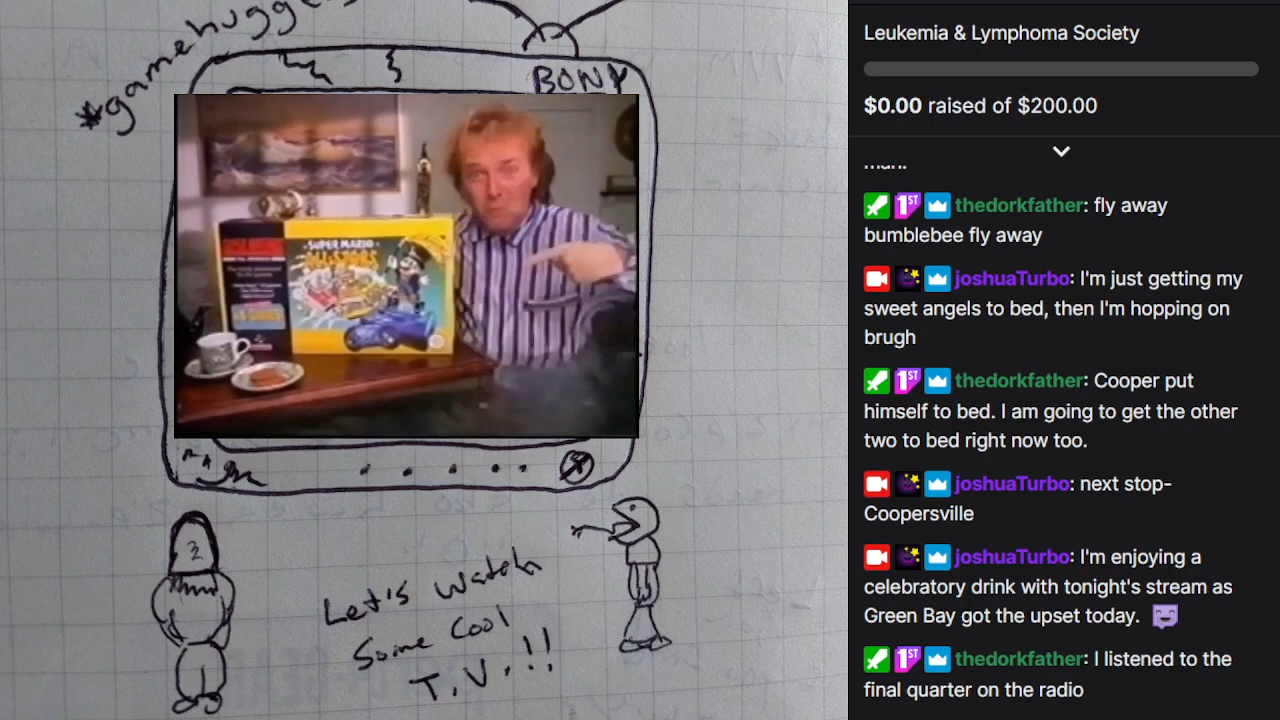 *gamehugger
BONY
SUPER MARIO
ALL-STARS
2
Let's Watch
Some Cool
T.V.!!
Leukemia & Lymphoma Society
$0.00 raised of $200.00
thedorkfather: fly away
bumblebee fly away
joshuaTurbo: I'm just getting my
sweet angels to bed, then I'm hopping on
brugh
thedorkfather: Cooper put
himself to bed. I am going to get the other
two to bed right now too.
joshuaTurbo: next stop-
Coopersville
joshuaTurbo: I'm enjoying a
celebratory drink with tonight's stream as
Green Bay got the upset today.
thedorkfather: I listened to the
final quarter on the radio